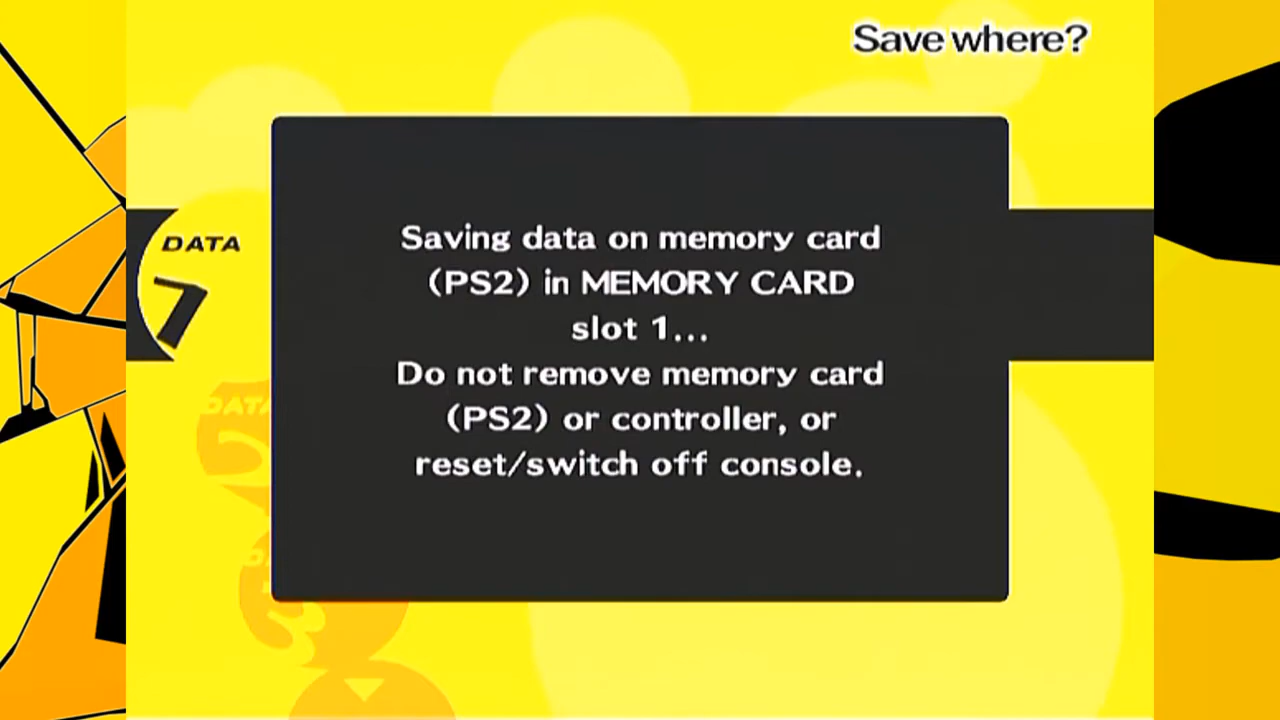 Save where?
DATA
7
Saving data on memory card
(PS2) in MEMORY CARD
slot 1...
Do not remove memory card
(PS2) or controller, or
reset/switch off console.
DATA